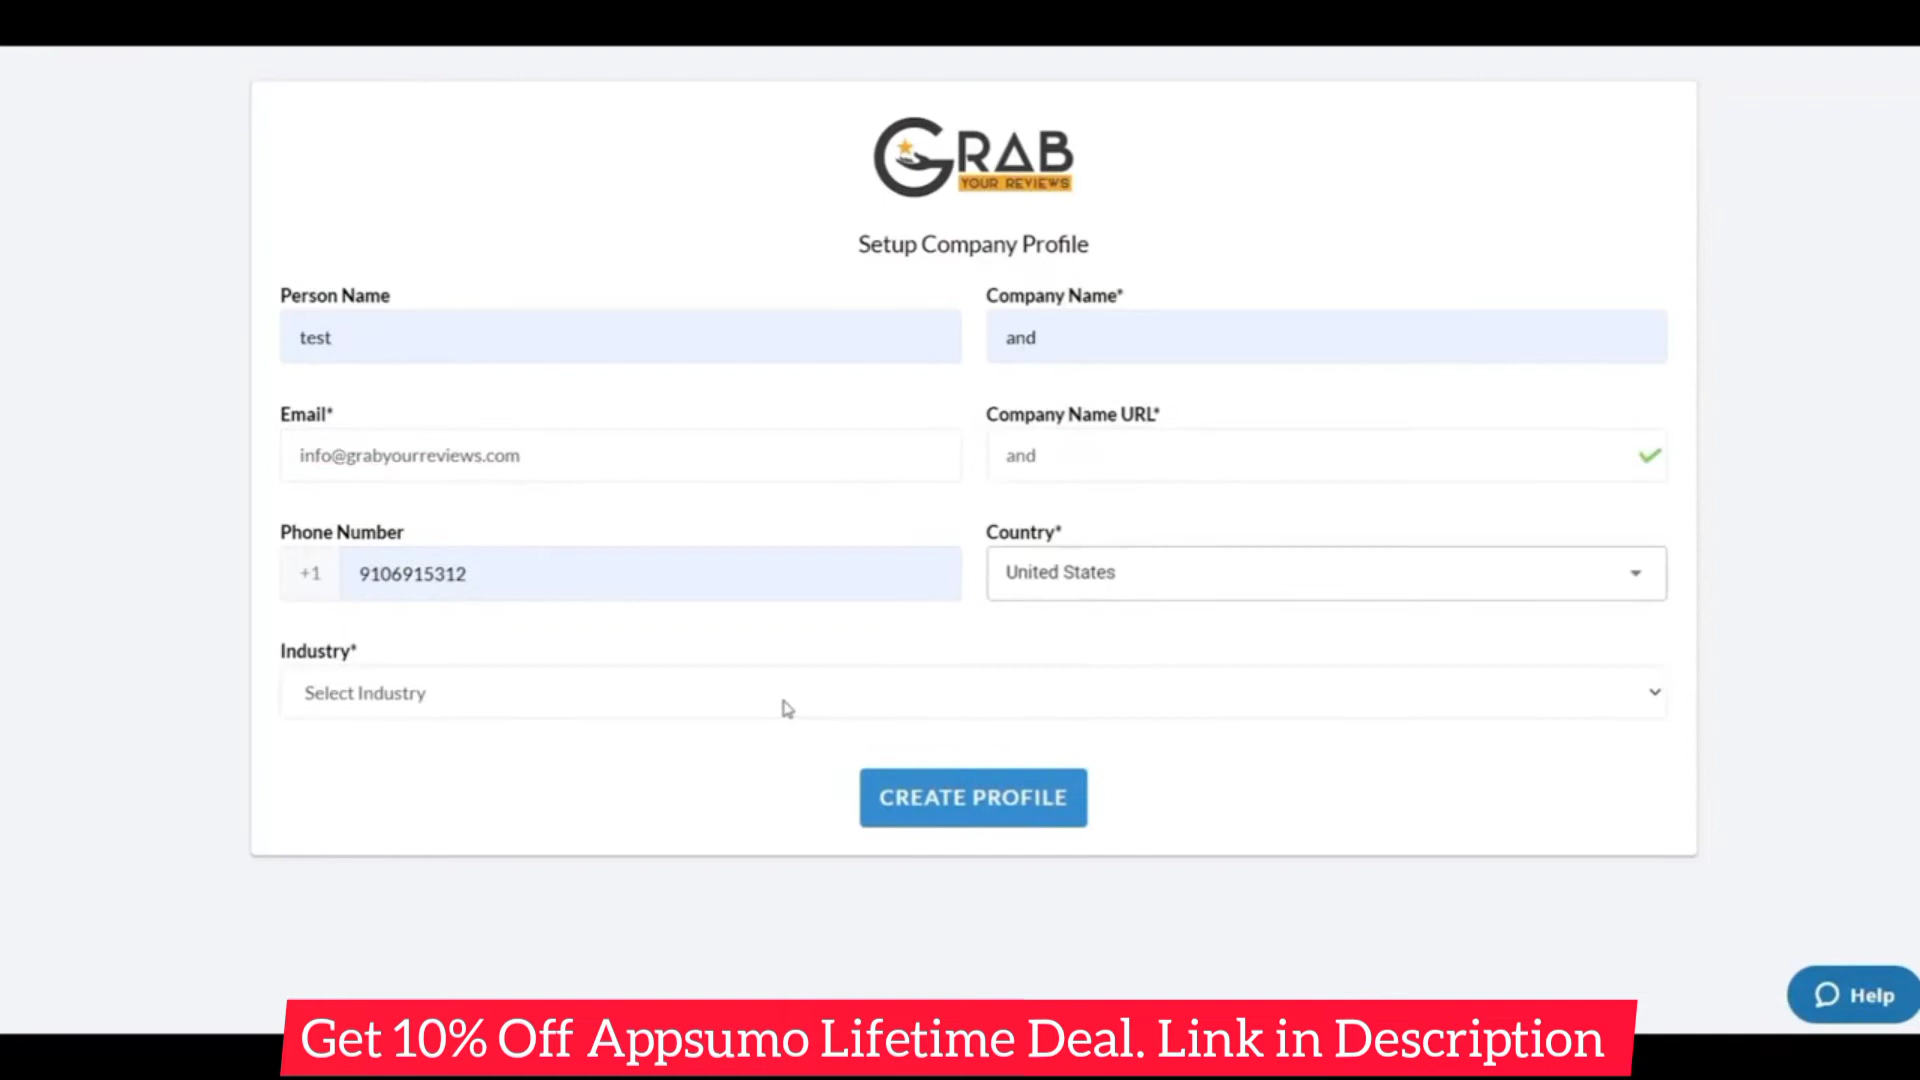 GRAB
YOUR REVIEWS
Setup Company Profile
Person Name
test
Company Name*
and
Email*
info@grabyourreviews.com
Company Name URL*
and
Phone Number
+1 9106915312
Country*
United States
Industry*
Select Industry
CREATE PROFILE
Help
Get 10% Off Appsumo Lifetime Deal. Link in Description